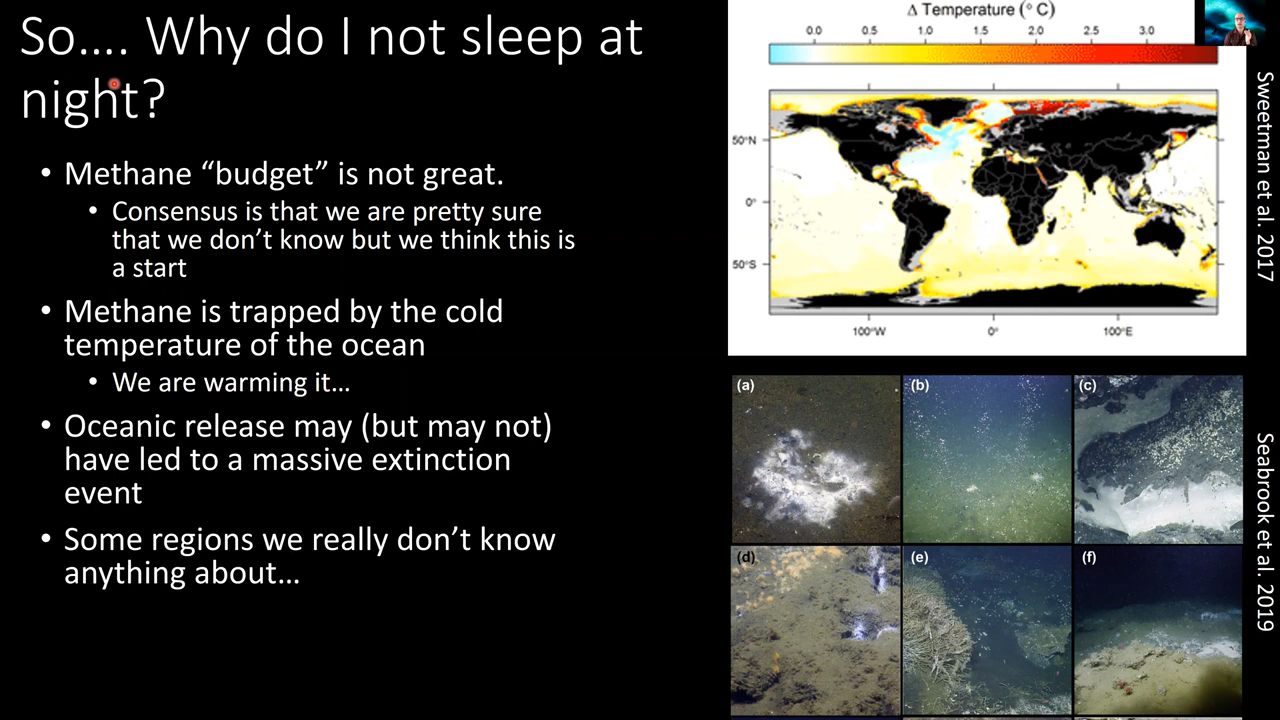 So…. Why do I not sleep at
night?
• Methane “budget” is not great.
• Consensus is that we are pretty sure
that we don’t know but we think this is
a start
• Methane is trapped by the cold
temperature of the ocean
• We are warming it…
• Oceanic release may (but may not)
have led to a massive extinction
event
• Some regions we really don’t know
anything about…
Δ Temperature (° C)
0.0 0.5 1.0 1.5 2.0 3.0
50°N
0°
50°S
100°W 0° 100°E
Sweetman et al. 2017
(a) (b) (c)
(d) (e) (f)
Seabrook et al. 2019